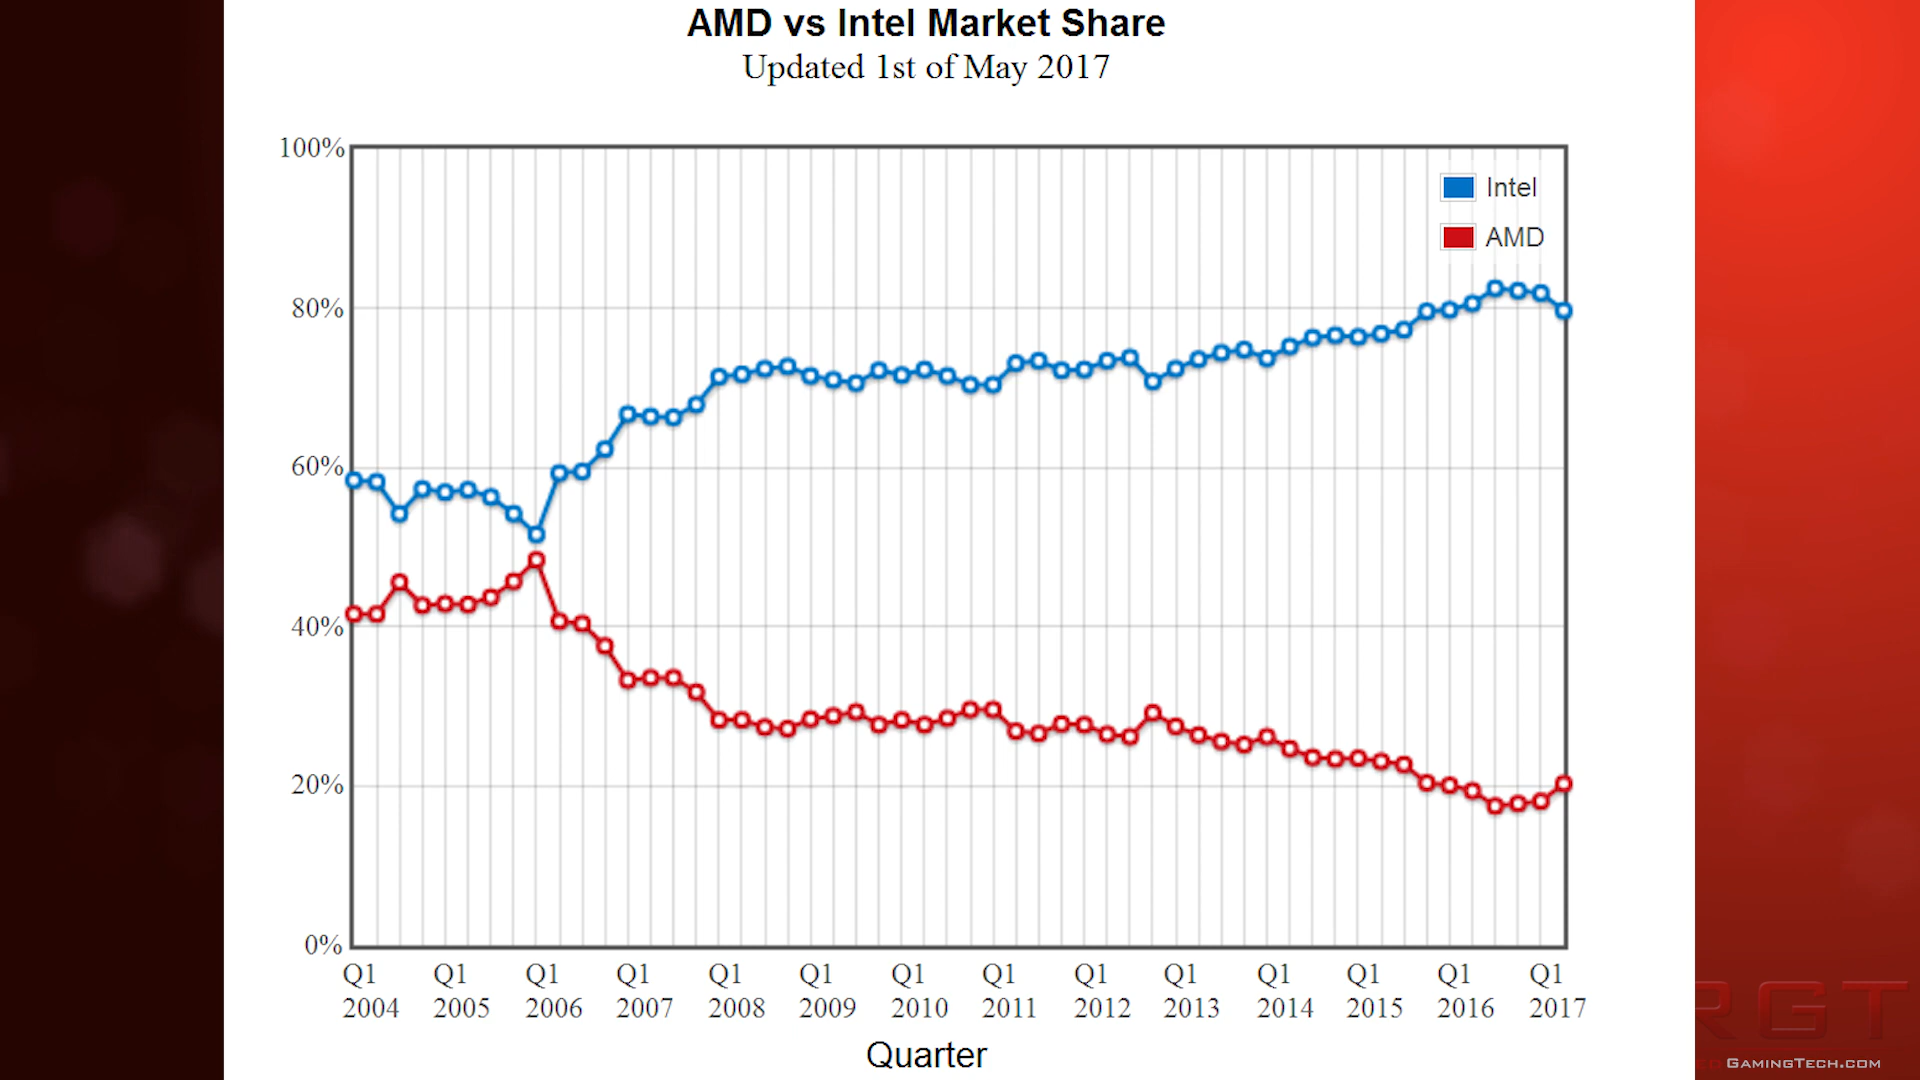 AMD vs Intel Market Share
Updated 1st of May 2017
100%
80%
60%
40%
20%
0%
Intel
AMD
Q1 Q1 Q1 Q1 Q1 Q1 Q1 Q1 Q1 Q1 Q1 Q1 Q1 Q1
2004 2005 2006 2007 2008 2009 2010 2011 2012 2013 2014 2015 2016 2017
Quarter
RGT
GamingTech.com